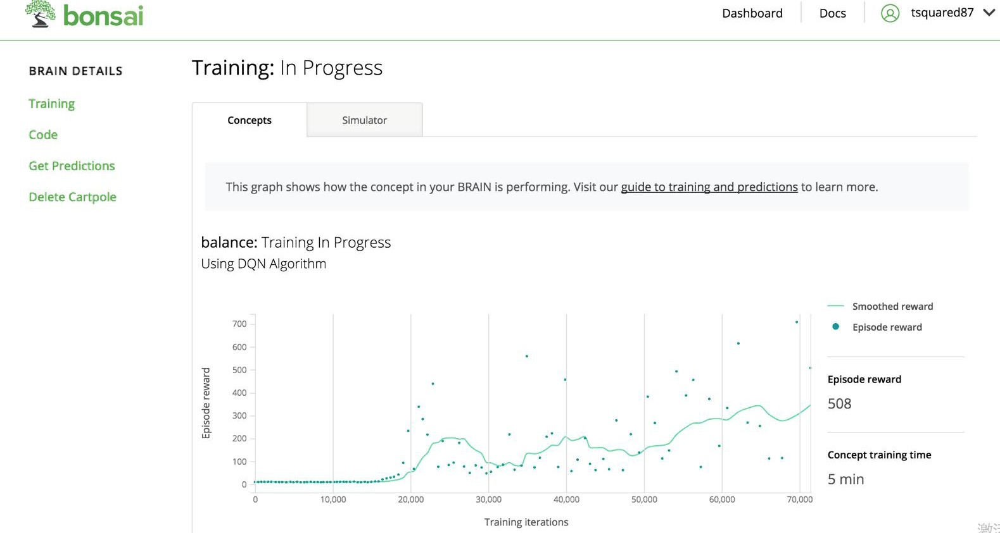 bonsai
Dashboard
Docs
tsquared87
BRAIN DETAILS
Training
Code
Get Predictions
Delete Cartpole
Training: In Progress
Concepts
Simulator
This graph shows how the concept in your BRAIN is performing. Visit our guide to training and predictions to learn more.
balance: Training In Progress
Using DQN Algorithm
Smoothed reward
Episode reward
Episode reward
508
Concept training time
5 min
Episode reward
700
600
500
400
300
200
100
0
0
10,000
20,000
30,000
40,000
50,000
60,000
70,000
Training iterations